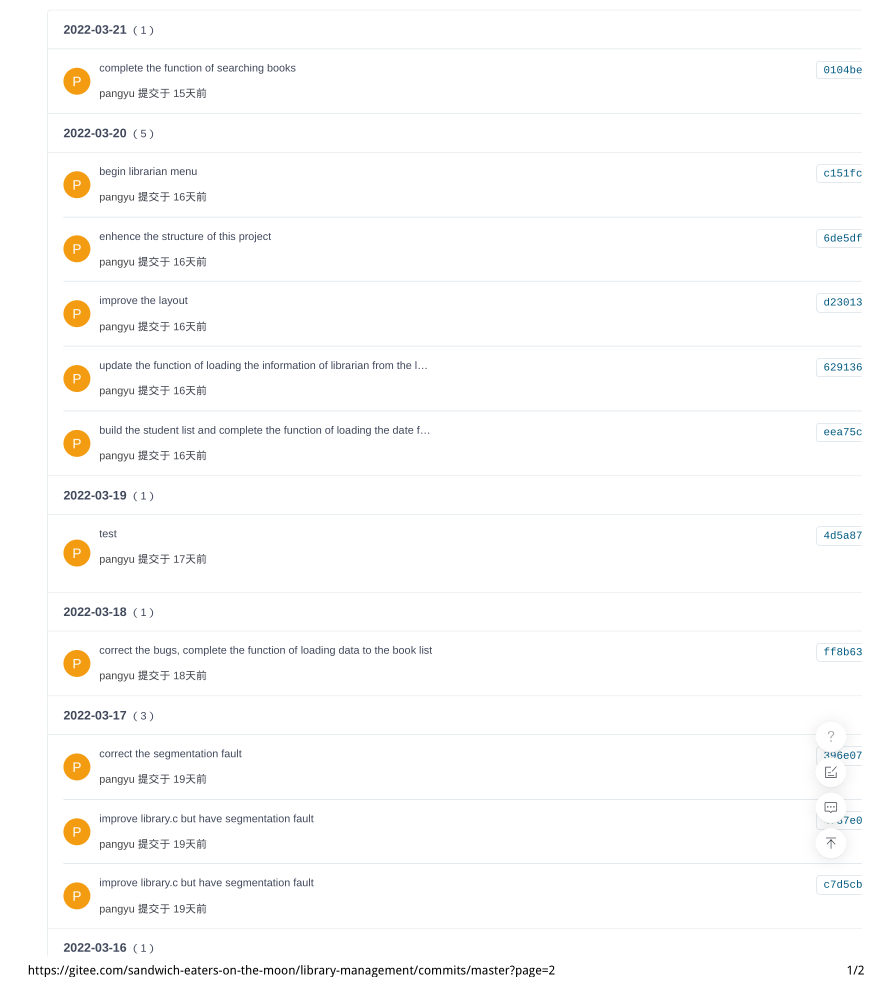 2022-03-21 ( 1 )
complete the function of searching books
P
0104be
pangyu 提交于 15天前
2022-03-20 ( 5 )
begin librarian menu
P
c151fc
pangyu 提交于 16天前
enhence the structure of this project
P
6de5df
pangyu 提交于 16天前
improve the layout
P
d23013
pangyu 提交于 16天前
update the function of loading the information of librarian from the l...
P
629136
pangyu 提交于 16天前
build the student list and complete the function of loading the date f...
P
eea75c
pangyu 提交于 16天前
2022-03-19 ( 1 )
test
P
4d5a87
pangyu 提交于 17天前
2022-03-18 ( 1 )
correct the bugs, complete the function of loading data to the book list
P
ff8b63
pangyu 提交于 18天前
2022-03-17 ( 3 )
?
correct the segmentation fault
P
396e07
pangyu 提交于 19天前
improve library.c but have segmentation fault
P
pangyu 提交于 19天前
improve library.c but have segmentation fault
P
c7d5cb
pangyu 提交于 19天前
2022-03-16 ( 1 )
https://gitee.com/sandwich-eaters-on-the-moon/library-management/commits/master?page=2
1/2